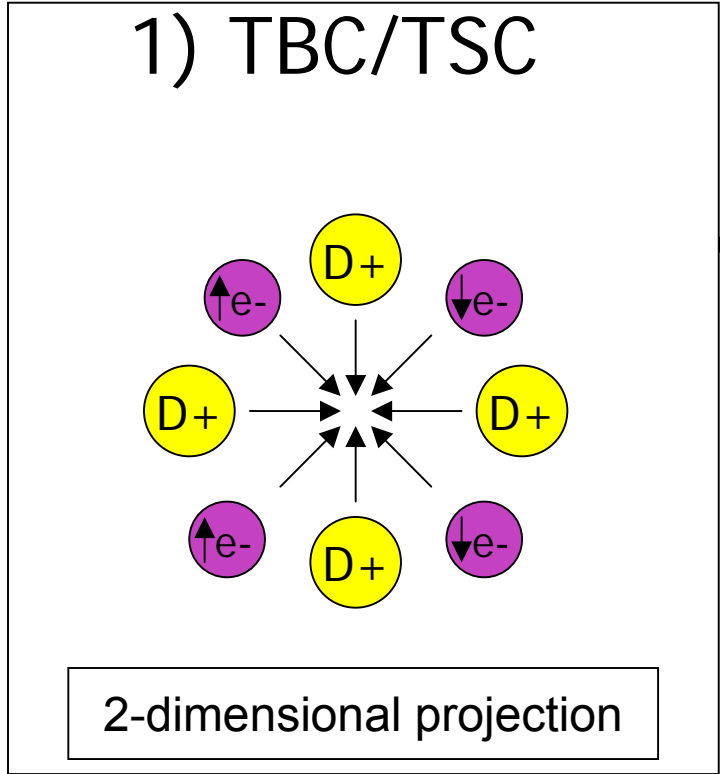 1) TBC/TSC
D+
e-
e-
D+
D+
e-
e-
D+
2-dimensional projection